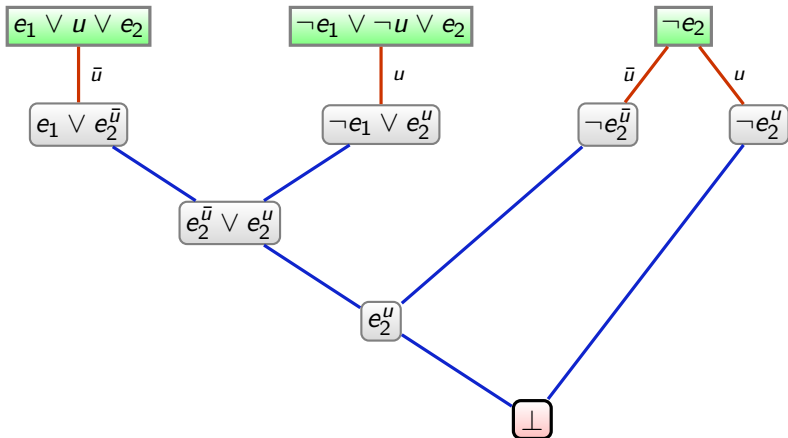 e₁ ∨ u ∨ e₂ ¬e₁ ∨ ¬u ∨ e₂ ¬e₂
ū u ū u
e₁ ∨ e₂^ū ¬e₁ ∨ e₂^u ¬e₂^ū ¬e₂^u
e₂^ū ∨ e₂^u
e₂^u
⊥